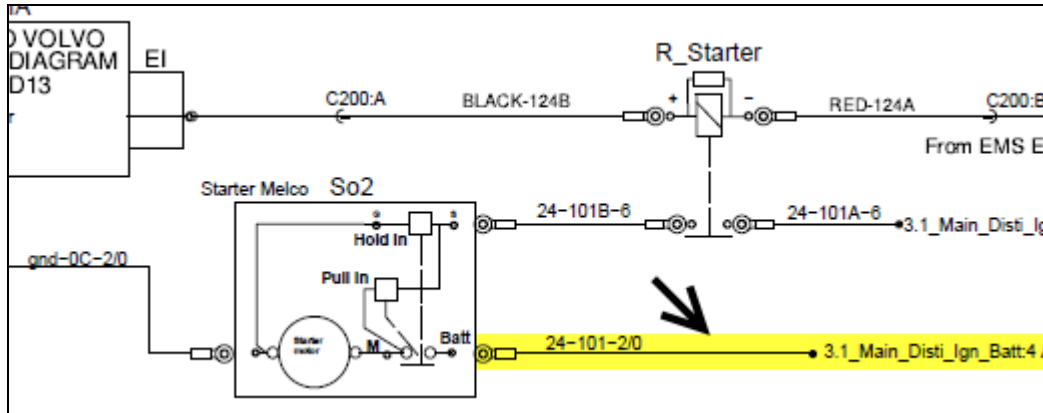 VOLVO
DIAGRAM
D13
EI
R_Starter
C200:A
BLACK-124B
+
-
RED-124A
C200:B
From EMS E
Starter Melco So2
24-101B-6
24-101A-6
3.1_Main_Disti_Ig
Hold In
gnd-0C-2/0
Pull In
Starter
motor
M
Batt
24-101-2/0
3.1_Main_Disti_Ign_Batt:4